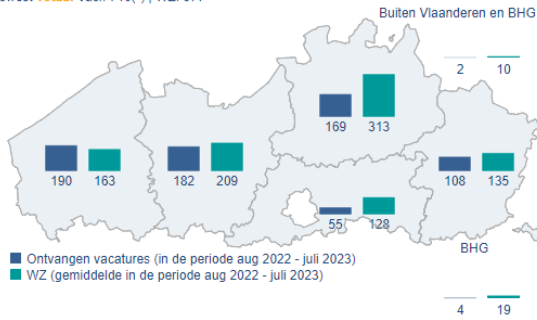 Totaal
Buiten Vlaanderen en BHG
2 10
169 313
190 163 182 209 108 135
55 128
Ontvangen vacatures (in de periode aug 2022 - juli 2023)
BHG
WZ (gemiddelde in de periode aug 2022 - juli 2023)
4 19